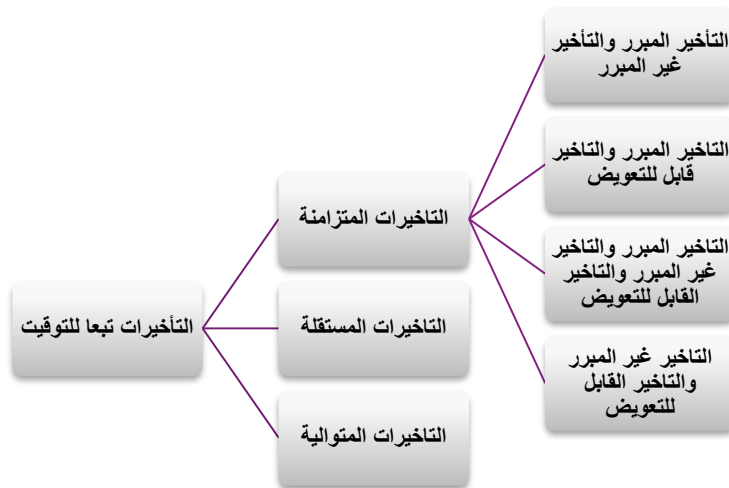 التأخيرات تبعا للتوقيت
التاخيرات المتزامنة
التاخيرات المستقلة
التاخيرات المتوالية
التأخير المبرر والتأخير
غير المبرر
التاخير المبرر والتاخير
قابل للتعويض
التاخير المبرر والتاخير
غير المبرر والتاخير
القابل للتعويض
التاخير غير المبرر
والتاخير القابل
للتعويض